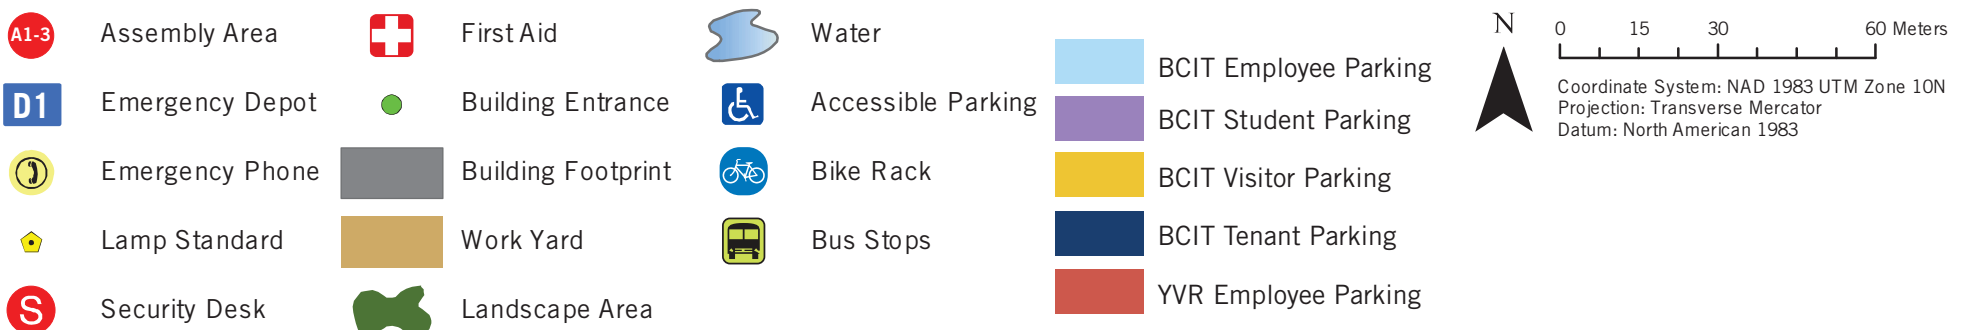 A1-3 Assembly Area
D1 Emergency Depot
Emergency Phone
Lamp Standard
S Security Desk
First Aid
Building Entrance
Building Footprint
Work Yard
Landscape Area
Water
Accessible Parking
Bike Rack
Bus Stops
BCIT Employee Parking
BCIT Student Parking
BCIT Visitor Parking
BCIT Tenant Parking
YVR Employee Parking
N
0 15 30 60 Meters
Coordinate System: NAD 1983 UTM Zone 10N
Projection: Transverse Mercator
Datum: North American 1983